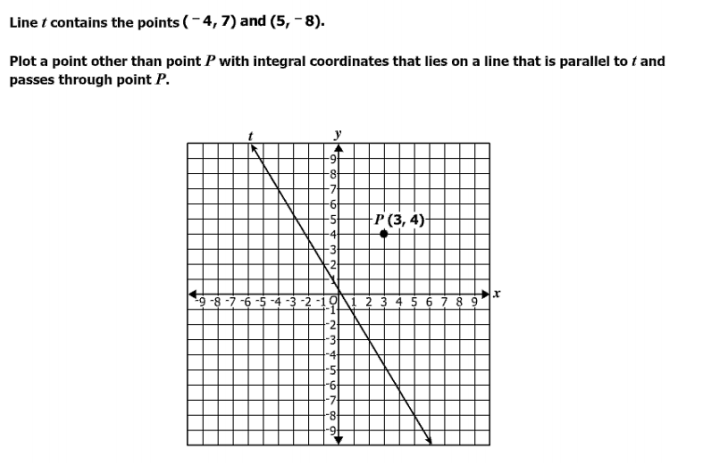 Line t contains the points (⁻4, 7) and (5, ⁻8).
Plot a point other than point P with integral coordinates that lies on a line that is parallel to t and
passes through point P.
t
y
9
8
7
6
5
P (3, 4)
4
3
2
1
x
-9 -8 -7 -6 -5 -4 -3 -2 -1 0 1 2 3 4 5 6 7 8 9
-1
-2
-3
-4
-5
-6
-7
-8
-9